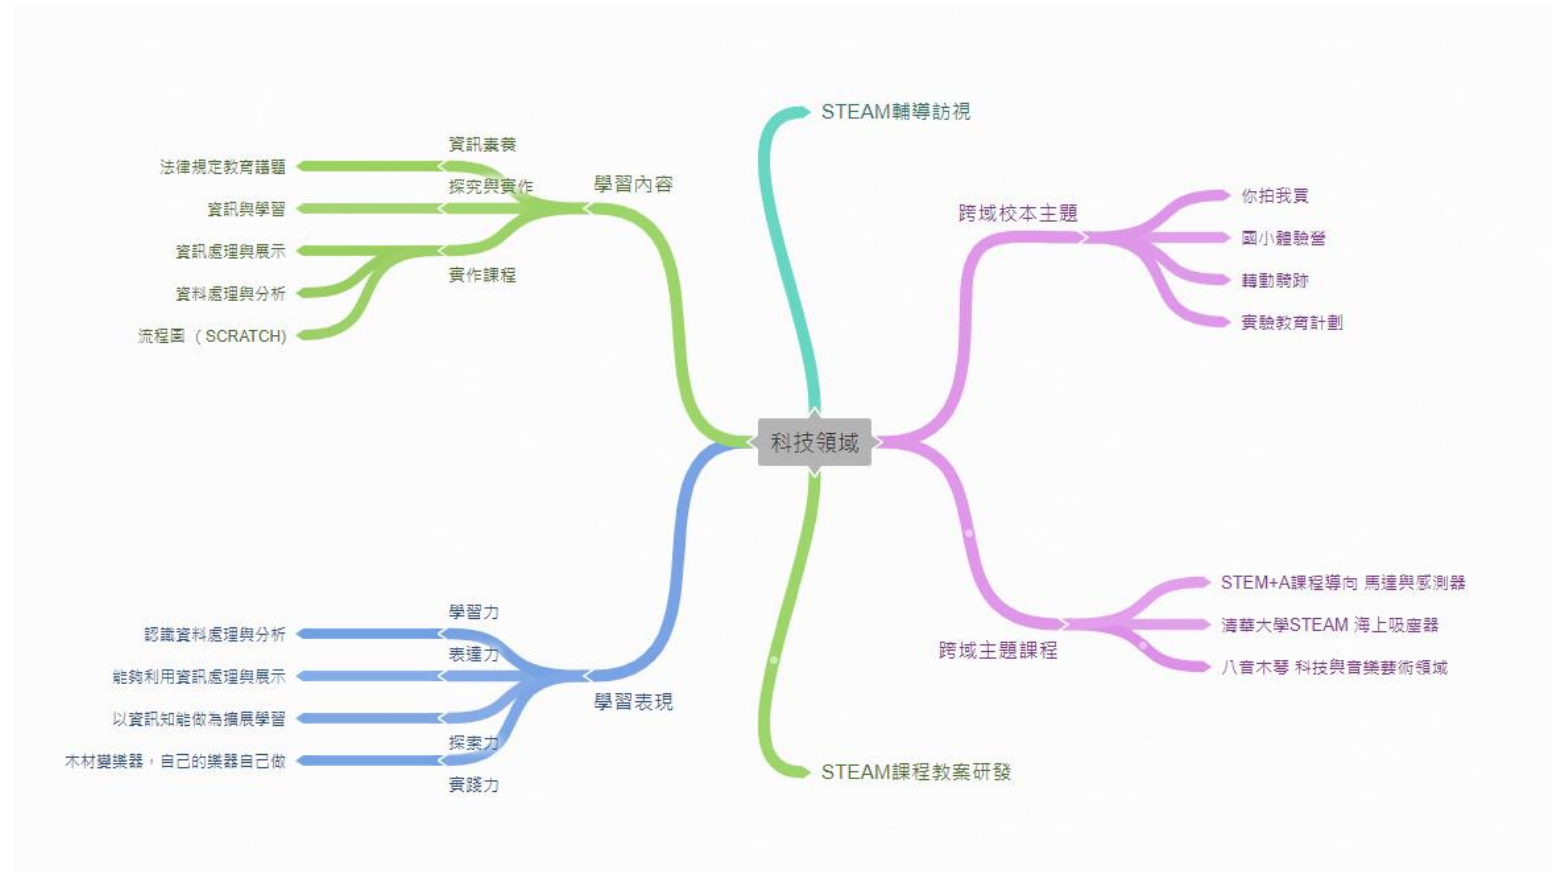 STEAM輔導訪視
資訊素養
法律規定教育議題
探究與實作
學習內容
資訊與學習
資訊處理與展示
實作課程
資料處理與分析
流程圖（SCRATCH)
跨域校本主題
你拍我買
國小體驗營
轉動騎跡
實驗教育計劃
科技領域
學習力
認識資料處理與分析
表達力
能夠利用資訊處理與展示
學習表現
以資訊知能做為擴展學習
探索力
木材變樂器，自己的樂器自己做
實踐力
STEM+A課程導向 馬達與感測器
清華大學STEAM 海上吸塵器
跨域主題課程
八音木琴 科技與音樂藝術領域
STEAM課程教案研發